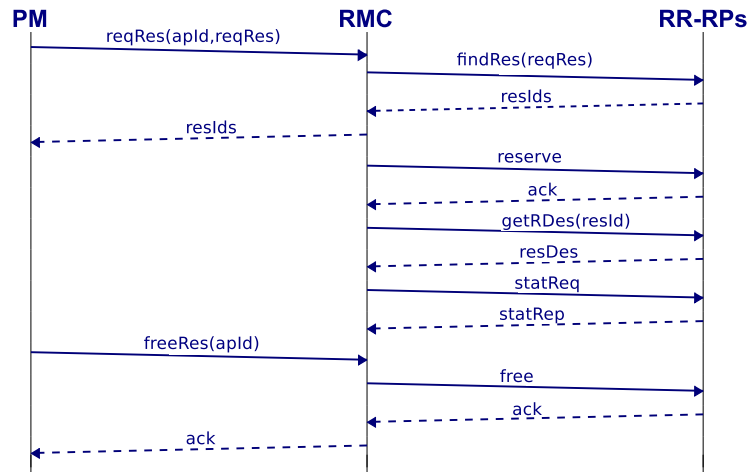 PM
RMC
RR-RPs
reqRes(apId,reqRes)
findRes(reqRes)
resIds
resIds
reserve
ack
getRDes(resId)
resDes
statReq
statRep
freeRes(apId)
free
ack
ack